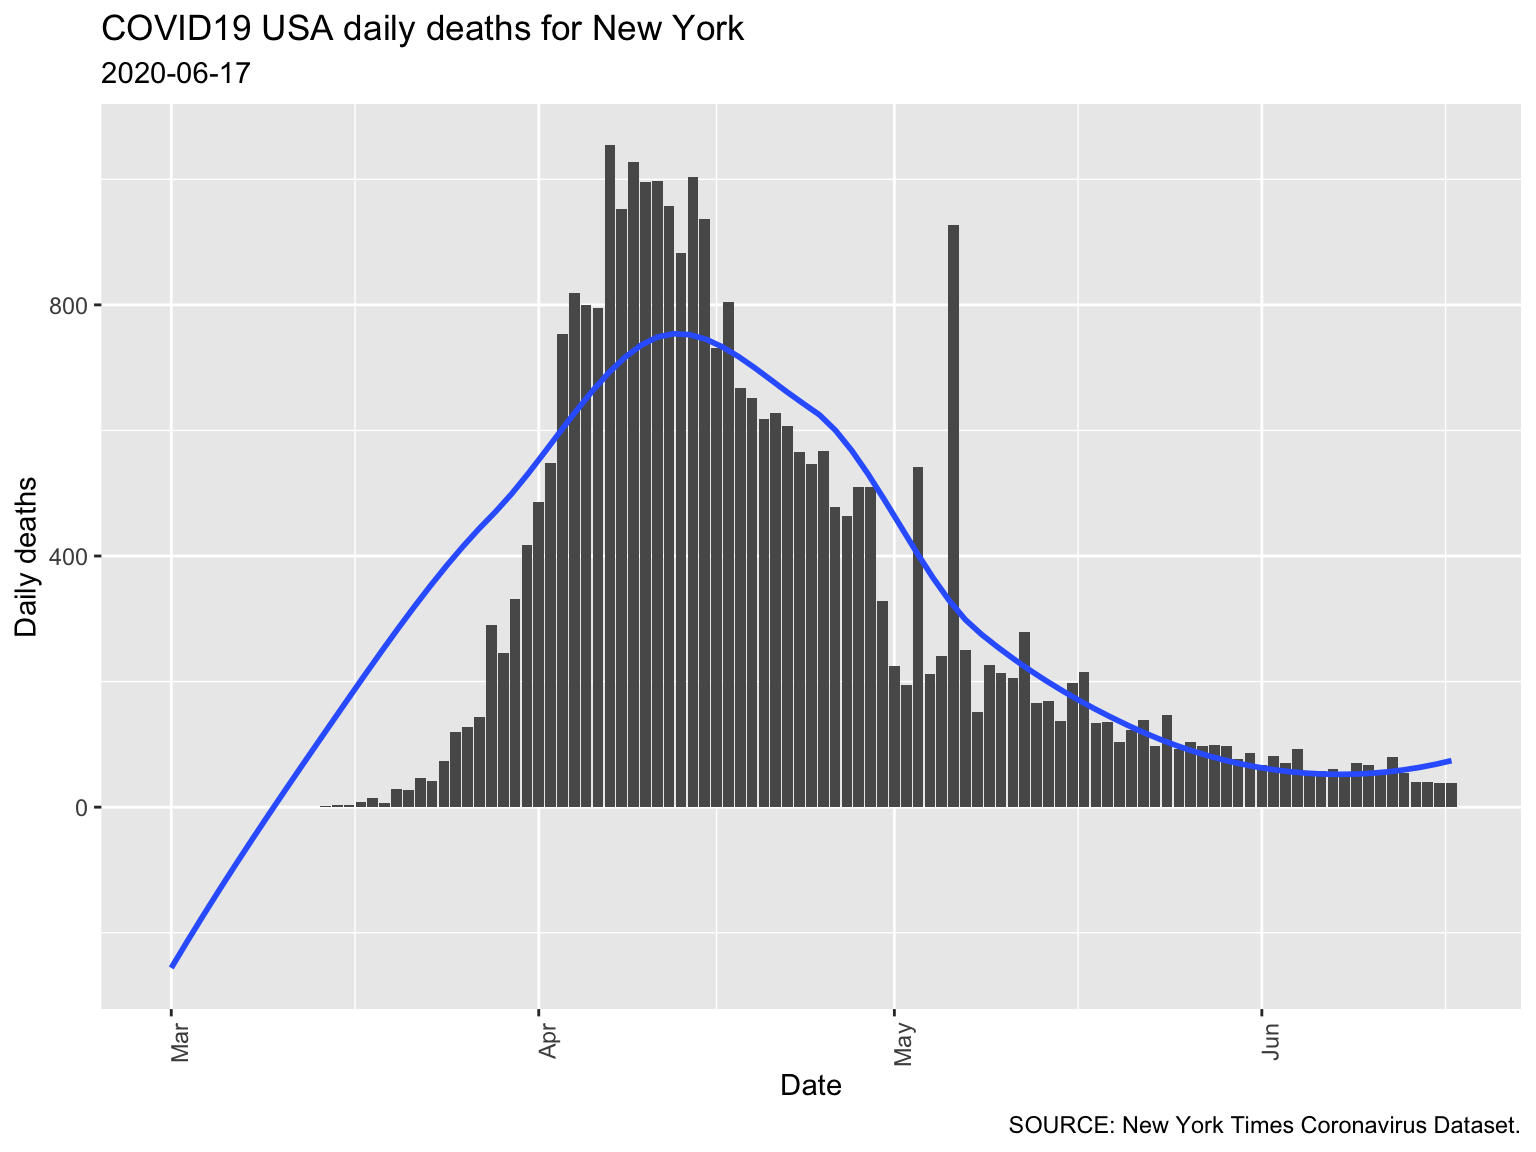 COVID19 USA daily deaths for New York
2020-06-17
Daily deaths
800
400
0
Mar
Apr
May
Jun
Date
SOURCE: New York Times Coronavirus Dataset.